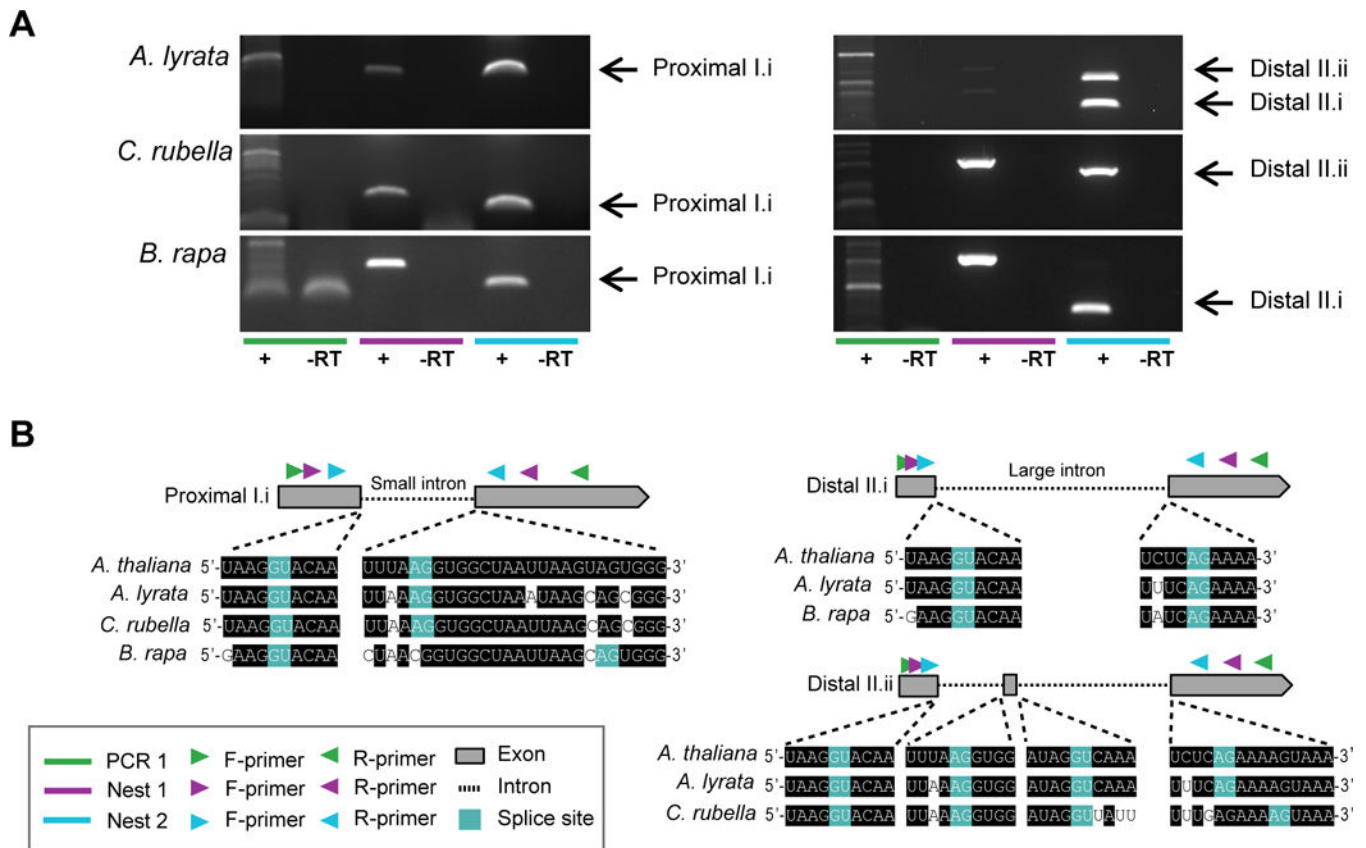 A
A. lyrata
C. rubella
B. rapa
Proximal I.i
Proximal I.i
Proximal I.i
Distal II.ii
Distal II.i
Distal II.ii
Distal II.i
+ -RT + -RT + -RT
+ -RT + -RT + -RT
B
Proximal I.i
Small intron
A. thaliana 5'-UAAGGUACAA UUUAAGGUGGCUAAUUAAGUAGUGGG-3'
A. lyrata 5'-UAAGGUACAA UUAAAGGUGGCUAAAUAAGCAGCGGG-3'
C. rubella 5'-UAAGGUACAA UUAAAGGUGGCUAAUUAAGCAGCGGG-3'
B. rapa 5'-GAAGGUACAA CUAACGGUGGCUAAUUAAGCAGUGGG-3'
Distal II.i
Large intron
A. thaliana 5'-UAAGGUACAA UCUCAGAAAA-3'
A. lyrata 5'-UAAGGUACAA UUUCAGAAAA-3'
B. rapa 5'-GAAGGUACAA UAUCAGAAAA-3'
Distal II.ii
A. thaliana 5'-UAAGGUACAA UUUAAGGUGG AUAGGUCAAA UCUCAGAAAAGUAAA-3'
A. lyrata 5'-UAAGGUACAA UUAAAGGUGG AUAGGUCAAA UUUCAGAAAAGUAAA-3'
C. rubella 5'-UAAGGUACAA UUAAAGGUGG AUAGGUUAUU UUUGAGAAAAGUAAA-3'
PCR 1 F-primer R-primer Exon
Nest 1 F-primer R-primer Intron
Nest 2 F-primer R-primer Splice site